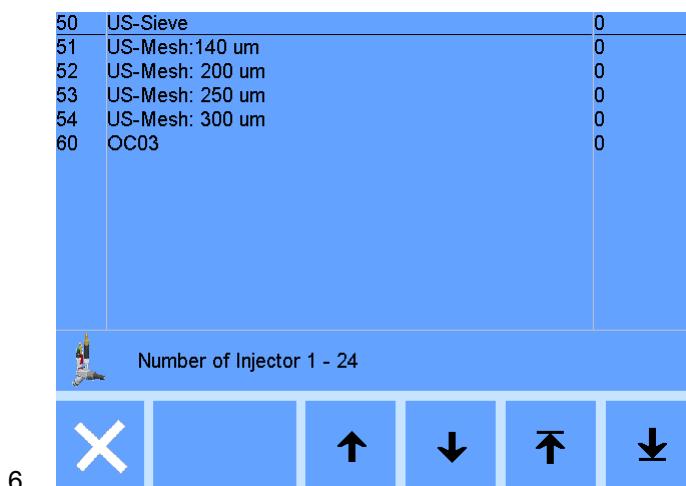 50 US-Sieve 0
51 US-Mesh:140 um 0
52 US-Mesh: 200 um 0
53 US-Mesh: 250 um 0
54 US-Mesh: 300 um 0
60 OC03 0
Number of Injector 1 - 24
6